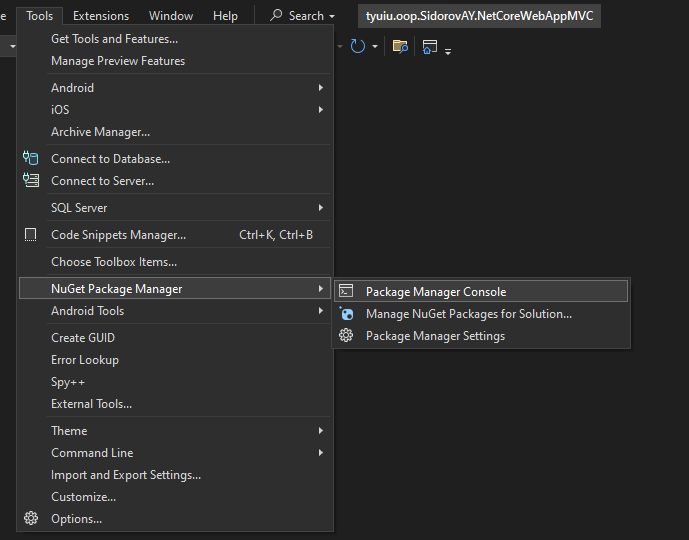 Tools Extensions Window Help Search tyuiu.oop.SidorovAY.NetCoreWebAppMVC
Get Tools and Features...
Manage Preview Features
Android
iOS
Archive Manager...
Connect to Database...
Connect to Server...
SQL Server
Code Snippets Manager... Ctrl+K, Ctrl+B
Choose Toolbox Items...
NuGet Package Manager
Package Manager Console
Manage NuGet Packages for Solution...
Package Manager Settings
Android Tools
Create GUID
Error Lookup
Spy++
External Tools...
Theme
Command Line
Import and Export Settings...
Customize...
Options...